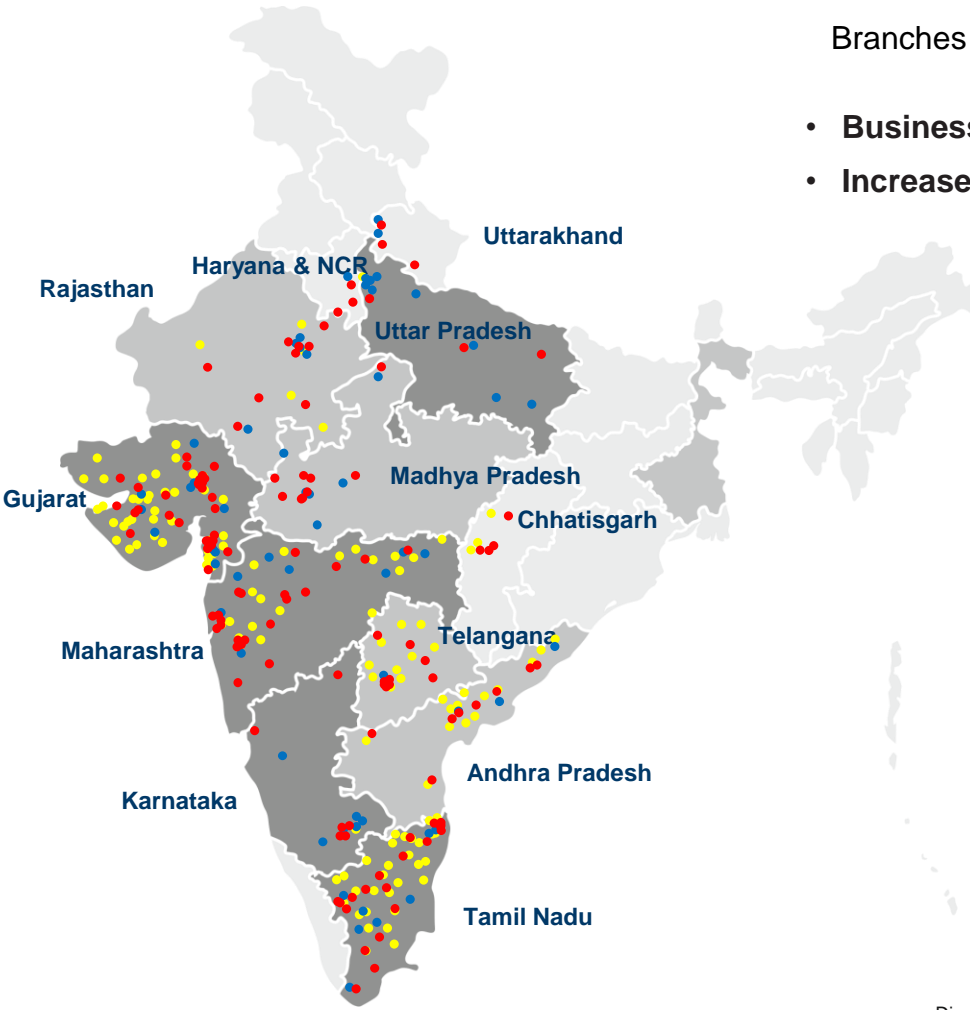 Branches
• Business
• Increase
Uttarakhand
Haryana & NCR
Rajasthan
Uttar Pradesh
Madhya Pradesh
Gujarat
Chhatisgarh
Telangana
Maharashtra
Andhra Pradesh
Karnataka
Tamil Nadu